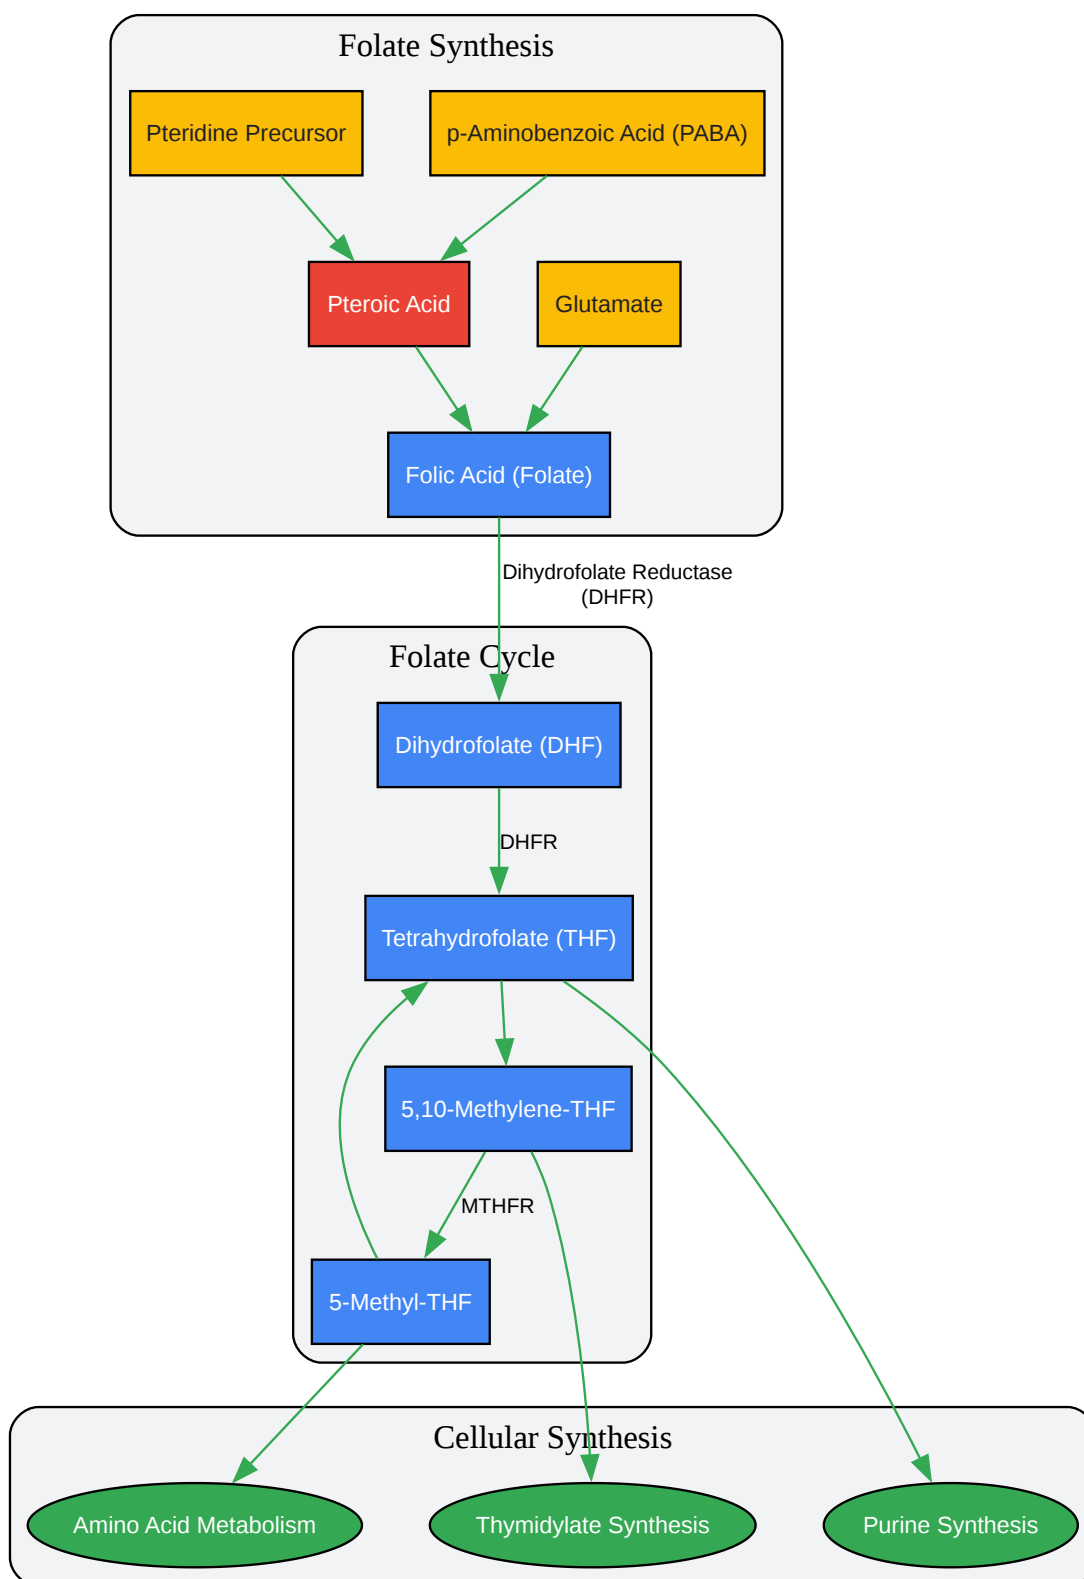 Folate Synthesis
Pteridine Precursor
p-Aminobenzoic Acid (PABA)
Pteroic Acid
Glutamate
Folic Acid (Folate)
Dihydrofolate Reductase
(DHFR)
Folate Cycle
Dihydrofolate (DHF)
DHFR
Tetrahydrofolate (THF)
5,10-Methylene-THF
MTHFR
5-Methyl-THF
Cellular Synthesis
Amino Acid Metabolism
Thymidylate Synthesis
Purine Synthesis